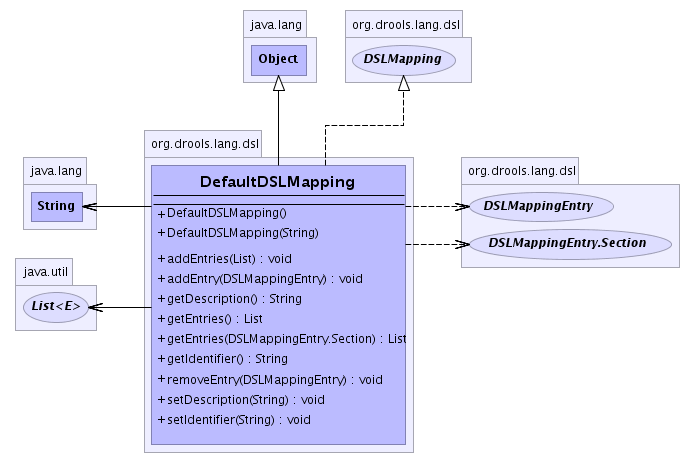 java.lang
Object
org.drools.lang.dsl
DSLMapping
org.drools.lang.dsl
DefaultDSLMapping
+ DefaultDSLMapping()
+ DefaultDSLMapping(String)
+ addEntries(List) : void
+ addEntry(DSLMappingEntry) : void
+ getDescription() : String
+ getEntries() : List
+ getEntries(DSLMappingEntry.Section) : List
+ getIdentifier() : String
+ removeEntry(DSLMappingEntry) : void
+ setDescription(String) : void
+ setIdentifier(String) : void
java.lang
String
java.util
List<E>
org.drools.lang.dsl
DSLMappingEntry
DSLMappingEntry.Section